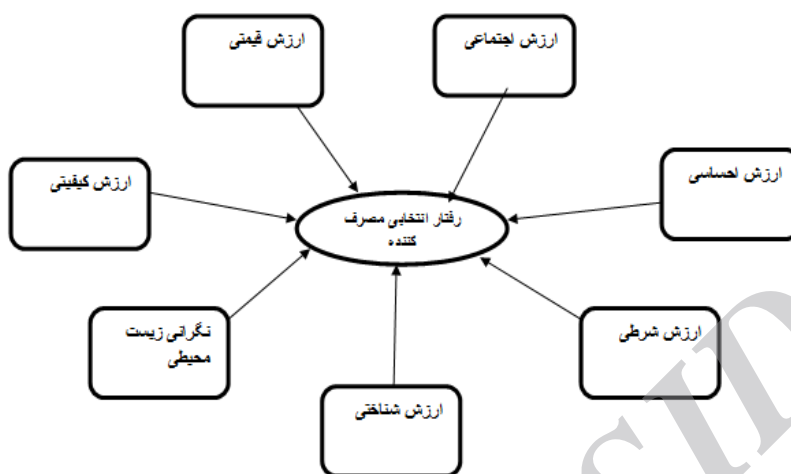 ارزش اجتماعی
ارزش قیمتی
ارزش احساسی
ارزش کیفیتی
رفتار انتخابی مصرف
کننده
ارزش شرطی
نگرانی زیست
محیطی
ارزش شناختی
SID